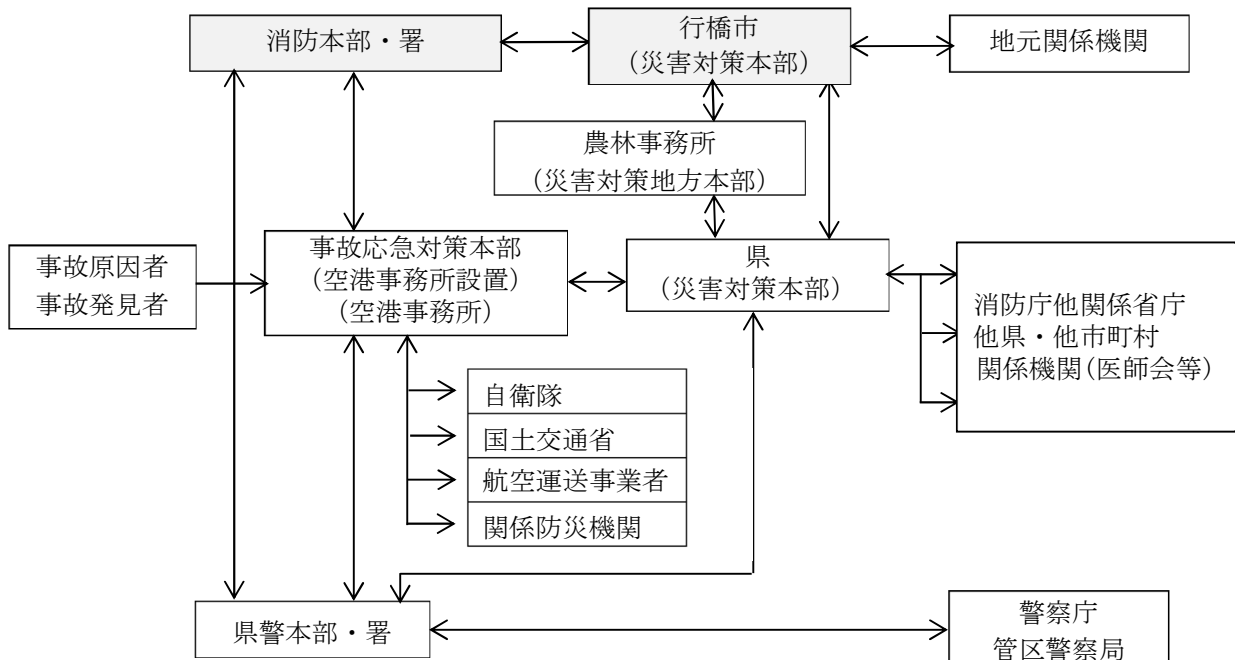 消防本部・署
行橋市
(災害対策本部)
地元関係機関
農林事務所
(災害対策地方本部)
事故原因者
事故発見者
事故応急対策本部
(空港事務所設置)
(空港事務所)
県
(災害対策本部)
消防庁他関係省庁
他県・他市町村
関係機関(医師会等)
自衛隊
国土交通省
航空運送事業者
関係防災機関
県警本部・署
警察庁
管区警察局